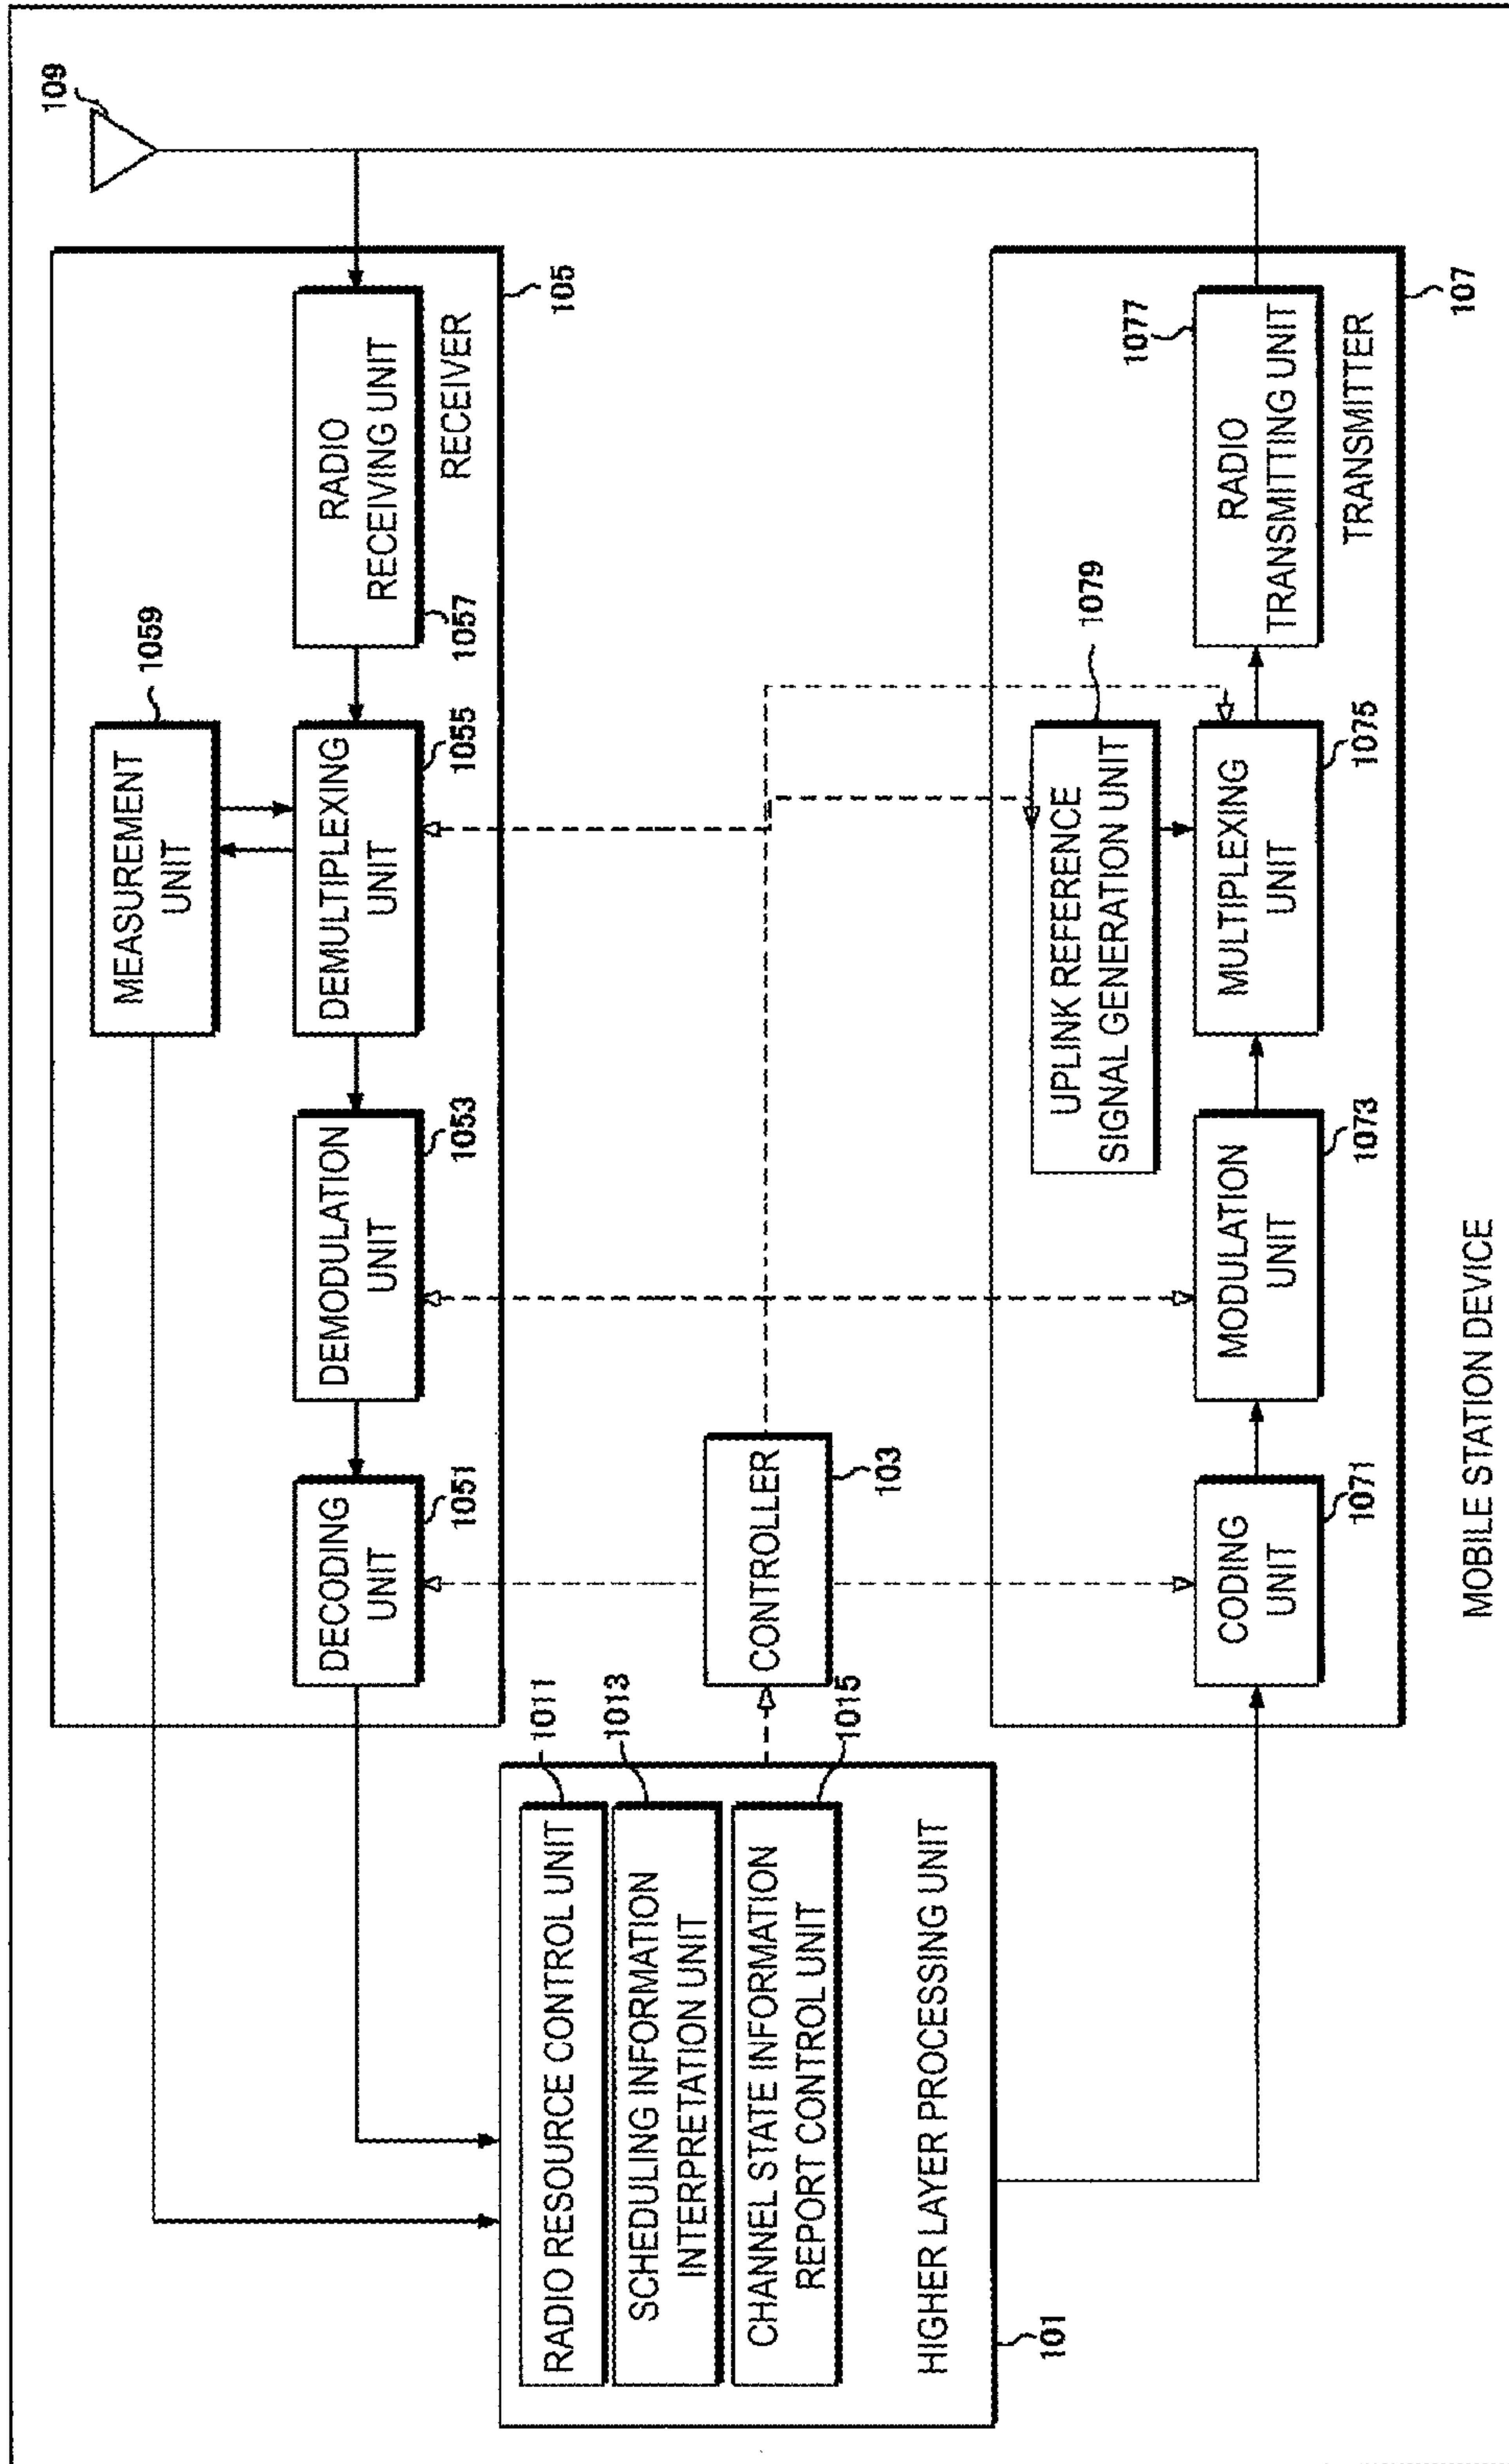 109
MEASUREMENT
UNIT
1059
DECODING
UNIT
1051
DEMODULATION
UNIT
1053
DEMULTIPLEXING
UNIT
1055
RADIO
RECEIVING UNIT
1057
RECEIVER
105
RADIO RESOURCE CONTROL UNIT
1011
SCHEDULING INFORMATION
INTERPRETATION UNIT
1013
CHANNEL STATE INFORMATION
REPORT CONTROL UNIT
1015
HIGHER LAYER PROCESSING UNIT
101
CONTROLLER
103
UPLINK REFERENCE
SIGNAL GENERATION UNIT
1079
CODING
UNIT
1071
MODULATION
UNIT
1073
MULTIPLEXING
UNIT
1075
RADIO
TRANSMITTING UNIT
1077
TRANSMITTER
107
MOBILE STATION DEVICE